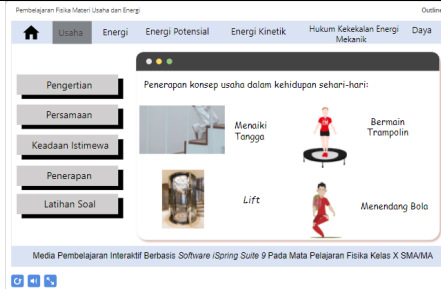 Pembelajaran Fisika Materi Usaha dan Energi
Outline
Usaha
Energi
Energi Potensial
Energi Kinetik
Hukum Kekekalan Energi
Mekanik
Daya
Pengertian
Persamaan
Keadaan Istimewa
Penerapan
Latihan Soal
Penerapan konsep usaha dalam kehidupan sehari-hari:
Menaiki
Tangga
Bermain
Trampolin
Lift
Menendang Bola
Media Pembelajaran Interaktif Berbasis Software iSpring Suite 9 Pada Mata Pelajaran Fisika Kelas X SMA/MA